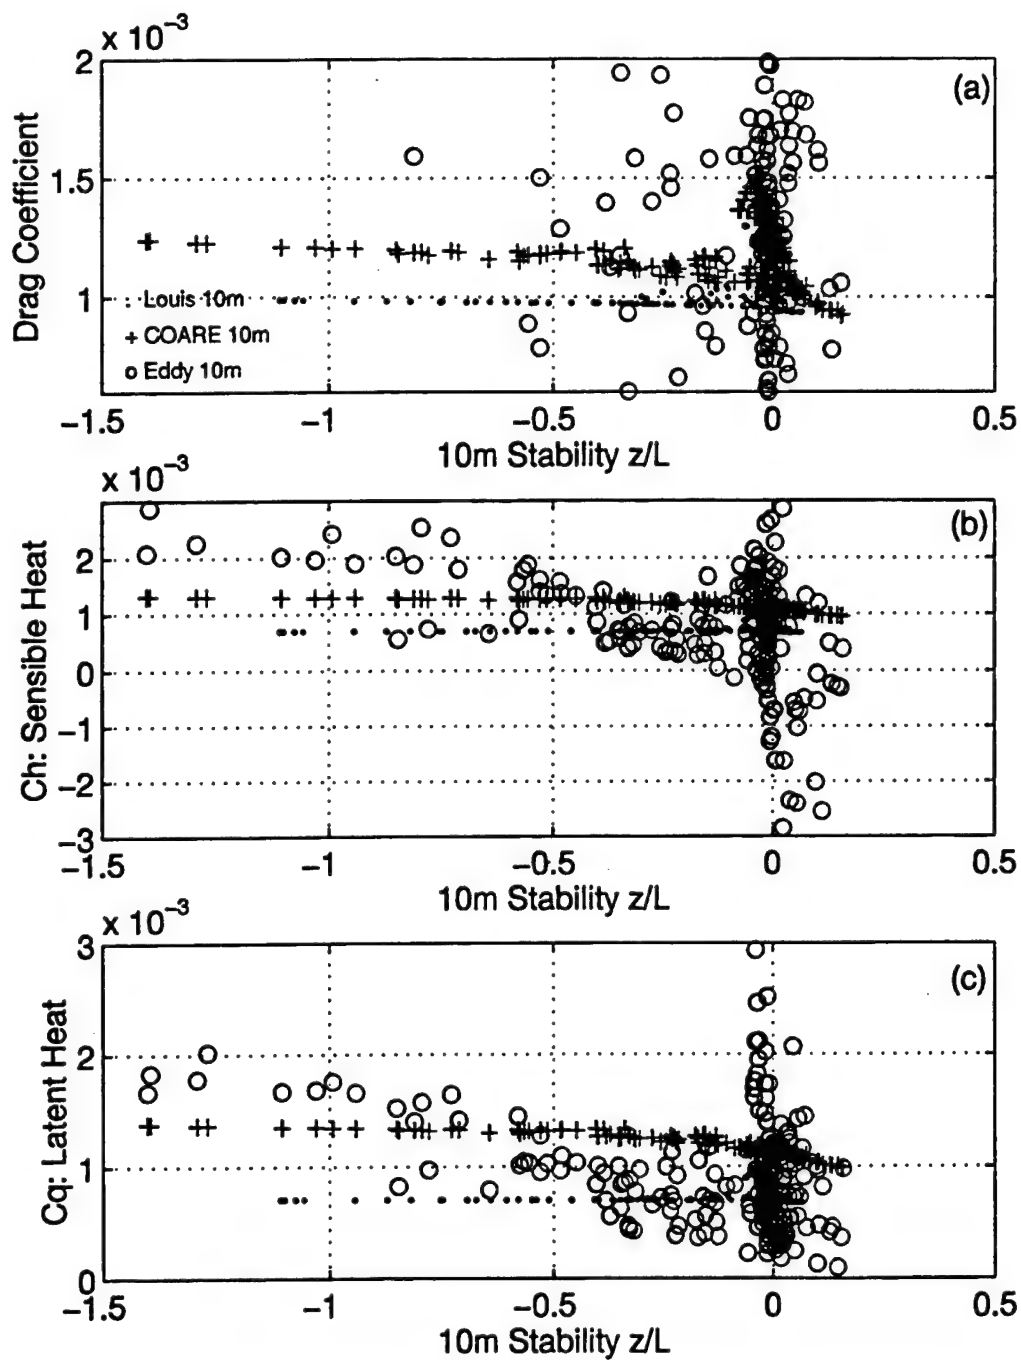 x 10⁻³
2
(a)
1.5
Drag Coefficient
1
. Louis 10m
+ COARE 10m
o Eddy 10m
−1.5 −1 −0.5 0 0.5
10m Stability z/L
x 10⁻³
(b)
2
1
0
−1
−2
−3
Ch: Sensible Heat
−1.5 −1 −0.5 0 0.5
10m Stability z/L
x 10⁻³
3
(c)
2
1
0
Cq: Latent Heat
−1.5 −1 −0.5 0 0.5
10m Stability z/L